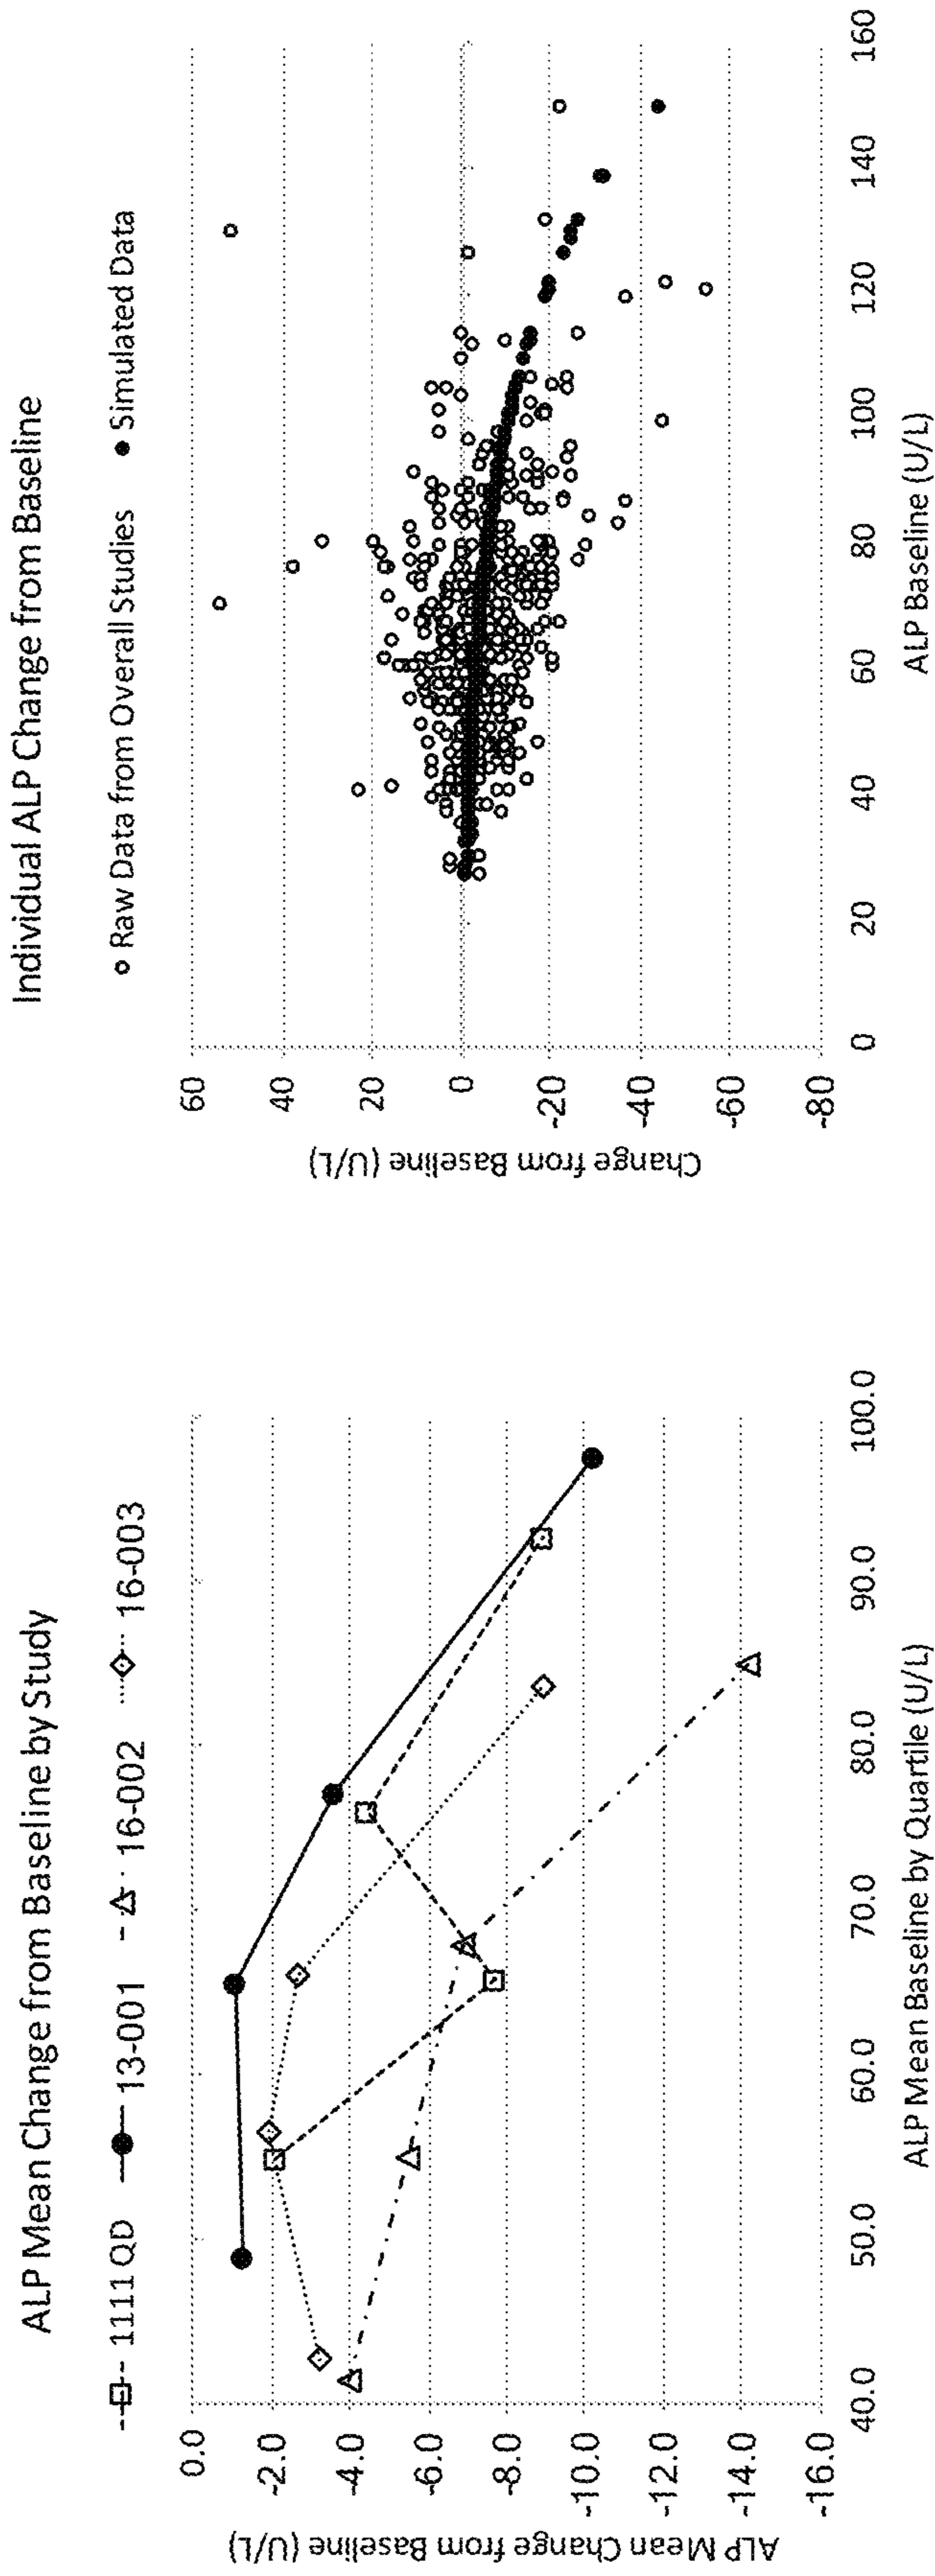 ALP Mean Change from Baseline by Study
1111 QD 13-001 16-002 16-003
ALP Mean Change from Baseline (U/L)
0.0
-2.0
-4.0
-6.0
-8.0
-10.0
-12.0
-14.0
-16.0
40.0 50.0 60.0 70.0 80.0 90.0 100.0
ALP Mean Baseline by Quartile (U/L)
Individual ALP Change from Baseline
Raw Data from Overall Studies Simulated Data
Change from Baseline (U/L)
60
40
20
0
-20
-40
-60
-80
0 20 40 60 80 100 120 140 160
ALP Baseline (U/L)